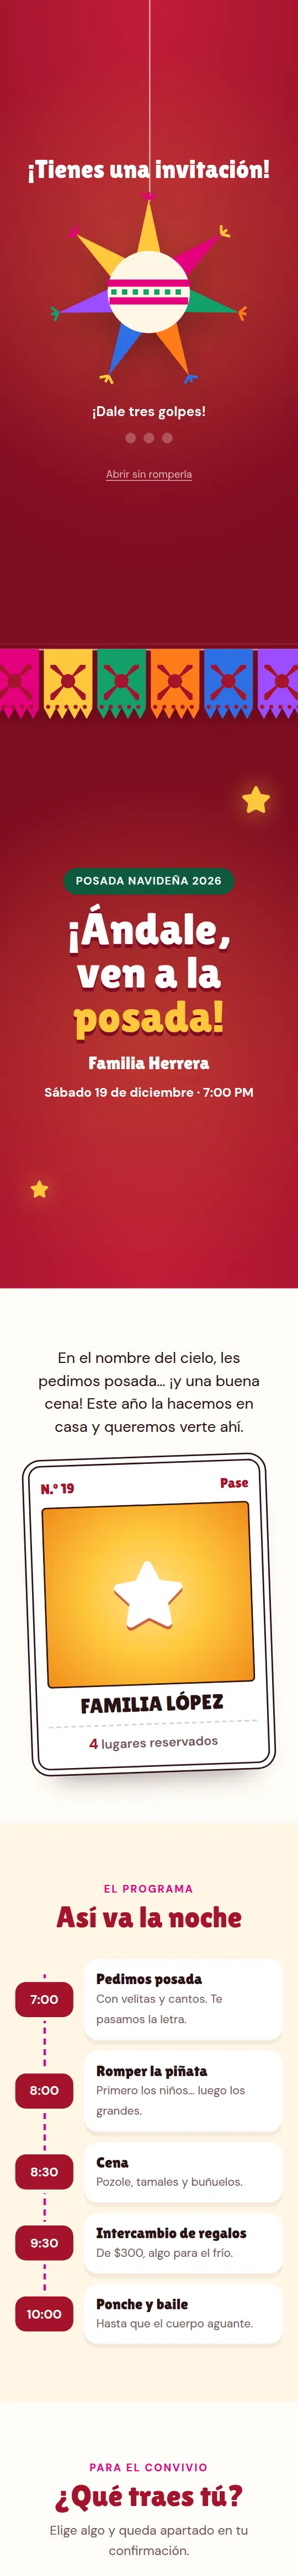 ¡Tienes una invitación!
¡Dale tres golpes!
Abrir sin romperla
POSADA NAVIDEÑA 2026
¡Ándale,
ven a la
posada!
Familia Herrera
Sábado 19 de diciembre · 7:00 PM
En el nombre del cielo, les
pedimos posada... ¡y una buena
cena! Este año la hacemos en
casa y queremos verte ahí.
N.º 19
Pase
FAMILIA LÓPEZ
4 lugares reservados
EL PROGRAMA
Así va la noche
7:00
Pedimos posada
Con velitas y cantos. Te
pasamos la letra.
8:00
Romper la piñata
Primero los niños... luego los
grandes.
8:30
Cena
Pozole, tamales y buñuelos.
9:30
Intercambio de regalos
De $300, algo para el frío.
10:00
Ponche y baile
Hasta que el cuerpo aguante.
PARA EL CONVIVIO
¿Qué traes tú?
Elige algo y queda apartado en tu
confirmación.